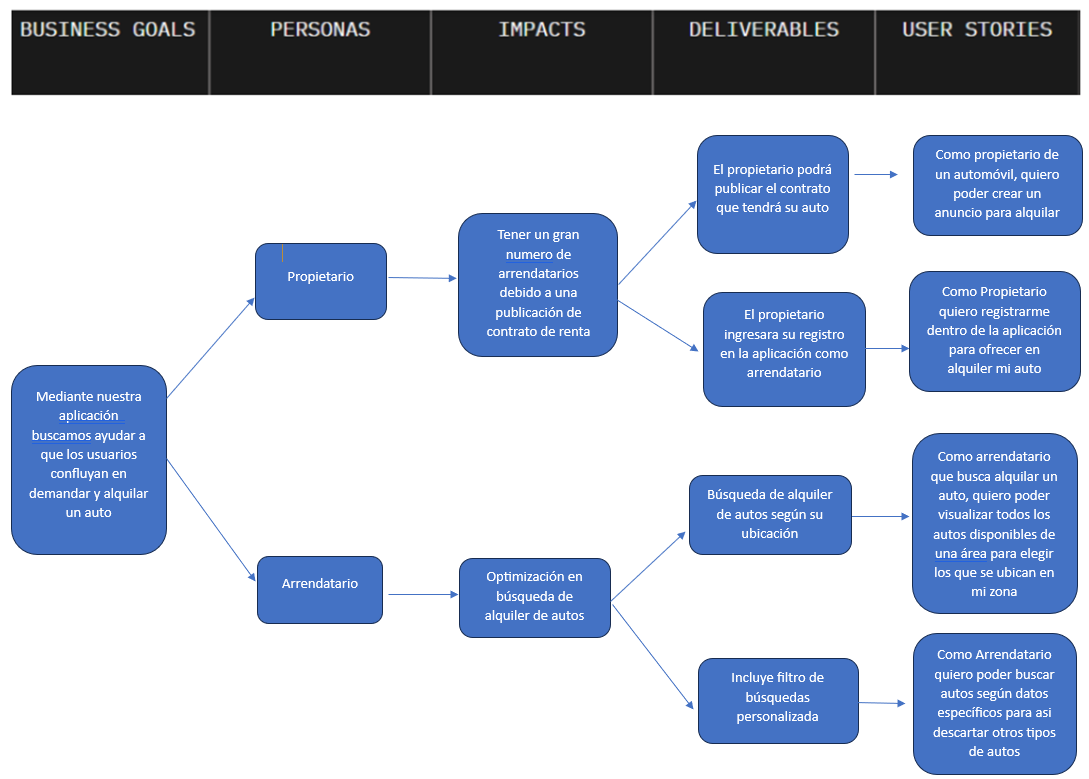 BUSINESS GOALS
PERSONAS
IMPACTS
DELIVERABLES
USER STORIES
Mediante nuestra
aplicación
buscamos ayudar a
que los usuarios
confluyan en
demandar y alquilar
un auto
Propietario
Tener un gran
numero de
arrendatarios
debido a una
publicación de
contrato de renta
El propietario podrá
publicar el contrato
que tendrá su auto
Como propietario de
un automóvil, quiero
poder crear un
anuncio para alquilar
El propietario
ingresara su registro
en la aplicación como
arrendatario
Como Propietario
quiero registrarme
dentro de la aplicación
para ofrecer en
alquiler mi auto
Arrendatario
Optimización en
búsqueda de
alquiler de autos
Búsqueda de alquiler
de autos según su
ubicación
Como arrendatario
que busca alquilar un
auto, quiero poder
visualizar todos los
autos disponibles de
una área para elegir
los que se ubican en
mi zona
Incluye filtro de
búsquedas
personalizada
Como Arrendatario
quiero poder buscar
autos según datos
específicos para asi
descartar otros tipos
de autos